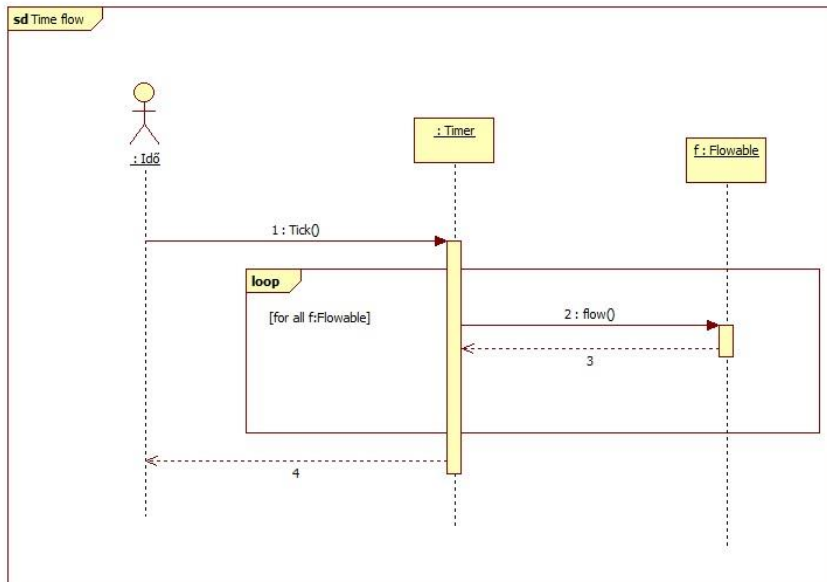 sd Time flow
: Idő
: Timer
f : Flowable
1 : Tick()
loop
[for all f:Flowable]
2 : flow()
3
4